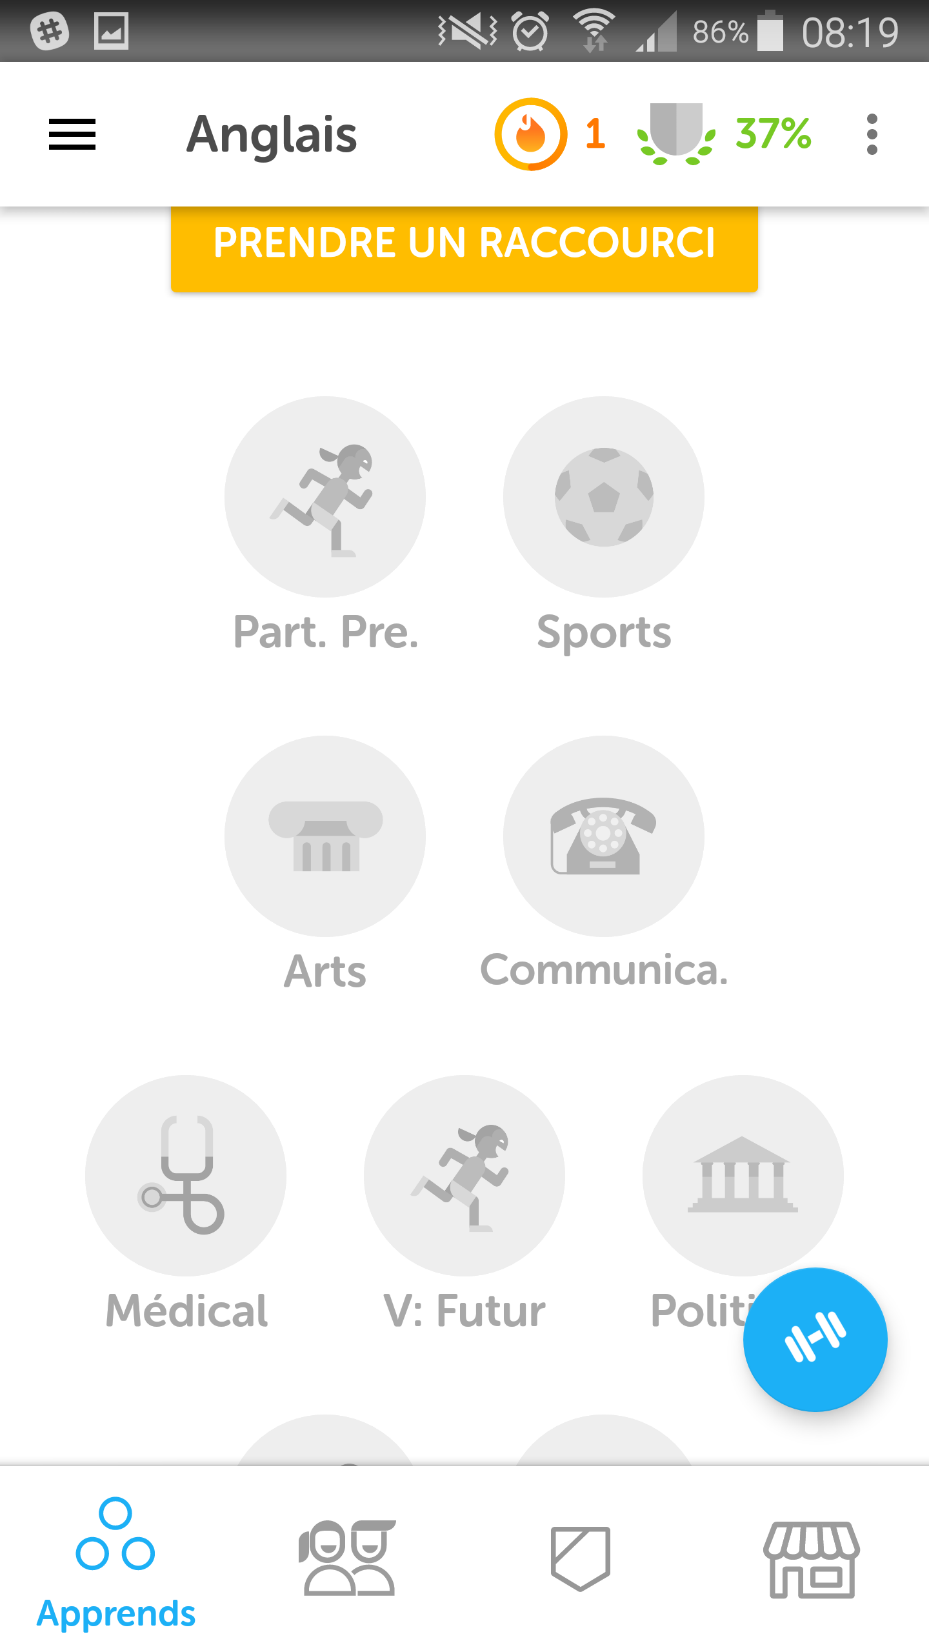 86% 08:19
Anglais 1 37%
PRENDRE UN RACCOURCI
Part. Pre. Sports
Arts Communica.
Médical V: Futur Politi
Apprends